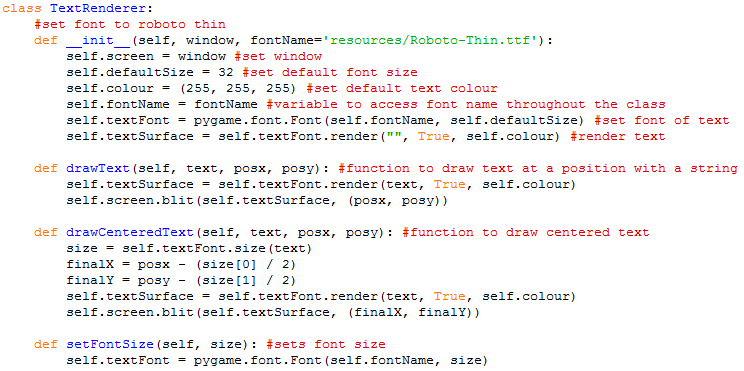 class TextRenderer:
    #set font to roboto thin
    def __init__(self, window, fontName='resources/Roboto-Thin.ttf'):
        self.screen = window #set window
        self.defaultSize = 32 #set default font size
        self.colour = (255, 255, 255) #set default text colour
        self.fontName = fontName #variable to access font name throughout the class
        self.textFont = pygame.font.Font(self.fontName, self.defaultSize) #set font of text
        self.textSurface = self.textFont.render("", True, self.colour) #render text

    def drawText(self, text, posx, posy): #function to draw text at a position with a string
        self.textSurface = self.textFont.render(text, True, self.colour)
        self.screen.blit(self.textSurface, (posx, posy))

    def drawCenteredText(self, text, posx, posy): #function to draw centered text
        size = self.textFont.size(text)
        finalX = posx - (size[0] / 2)
        finalY = posy - (size[1] / 2)
        self.textSurface = self.textFont.render(text, True, self.colour)
        self.screen.blit(self.textSurface, (finalX, finalY))

    def setFontSize(self, size): #sets font size
        self.textFont = pygame.font.Font(self.fontName, size)